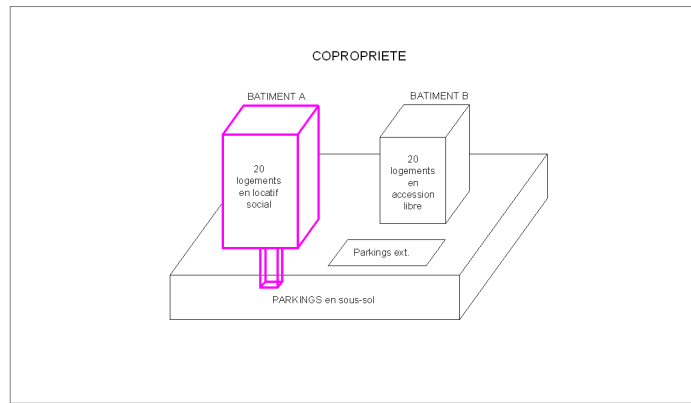 COPROPRIETE
BATIMENT A
BATIMENT B
20
logements
en locatif
social
20
logements
en
accession
libre
Parkings ext.
PARKINGS en sous-sol